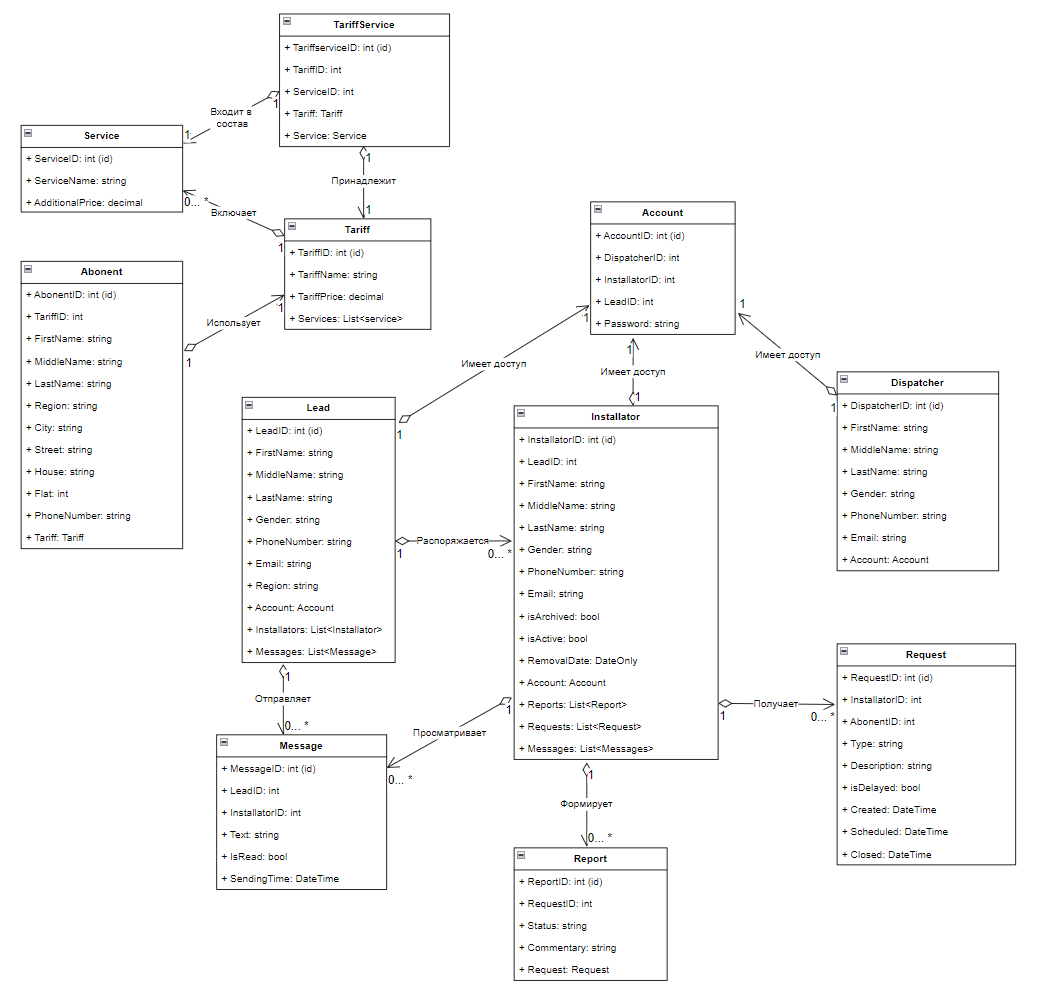 TariffService
+ TariffserviceID: int (id)
+ TariffID: int
+ ServiceID: int
+ Tariff: Tariff
+ Service: Service
1
1
Входит в
состав
1
Service
+ ServiceID: int (id)
+ ServiceName: string
+ AdditionalPrice: decimal
0... *
Включает
1
Принадлежит
1
Tariff
+ TariffID: int (id)
+ TariffName: string
+ TariffPrice: decimal
+ Services: List<service>
1
Использует
1
Abonent
+ AbonentID: int (id)
+ TariffID: int
+ FirstName: string
+ MiddleName: string
+ LastName: string
+ Region: string
+ City: string
+ Street: string
+ House: string
+ Flat: int
+ PhoneNumber: string
+ Tariff: Tariff
Account
+ AccountID: int (id)
+ DispatcherID: int
+ InstallatorID: int
+ LeadID: int
+ Password: string
1
Имеет доступ
1
1
Имеет доступ
1
1
Имеет доступ
1
Dispatcher
+ DispatcherID: int (id)
+ FirstName: string
+ MiddleName: string
+ LastName: string
+ Gender: string
+ PhoneNumber: string
+ Email: string
+ Account: Account
Lead
+ LeadID: int (id)
+ FirstName: string
+ MiddleName: string
+ LastName: string
+ Gender: string
+ PhoneNumber: string
+ Email: string
+ Region: string
+ Account: Account
+ Installators: List<Installator>
+ Messages: List<Message>
1
Распоряжается
0... *
Installator
+ InstallatorID: int (id)
+ LeadID: int
+ FirstName: string
+ MiddleName: string
+ LastName: string
+ Gender: string
+ PhoneNumber: string
+ Email: string
+ isArchived: bool
+ isActive: bool
+ RemovalDate: DateOnly
+ Account: Account
+ Reports: List<Report>
+ Requests: List<Request>
+ Messages: List<Messages>
1
Получает
0... *
Request
+ RequestID: int (id)
+ InstallatorID: int
+ AbonentID: int
+ Type: string
+ Description: string
+ isDelayed: bool
+ Created: DateTime
+ Scheduled: DateTime
+ Closed: DateTime
1
Отправляет
0... *
1
Просматривает
0... *
Message
+ MessageID: int (id)
+ LeadID: int
+ InstallatorID: int
+ Text: string
+ IsRead: bool
+ SendingTime: DateTime
1
Формирует
0... *
Report
+ ReportID: int (id)
+ RequestID: int
+ Status: string
+ Commentary: string
+ Request: Request